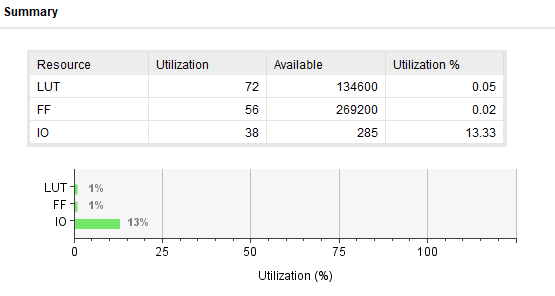 Summary
Resource Utilization Available Utilization %
LUT 72 134600 0.05
FF 56 269200 0.02
IO 38 285 13.33
LUT 1%
FF 1%
IO 13%
0 25 50 75 100
Utilization (%)